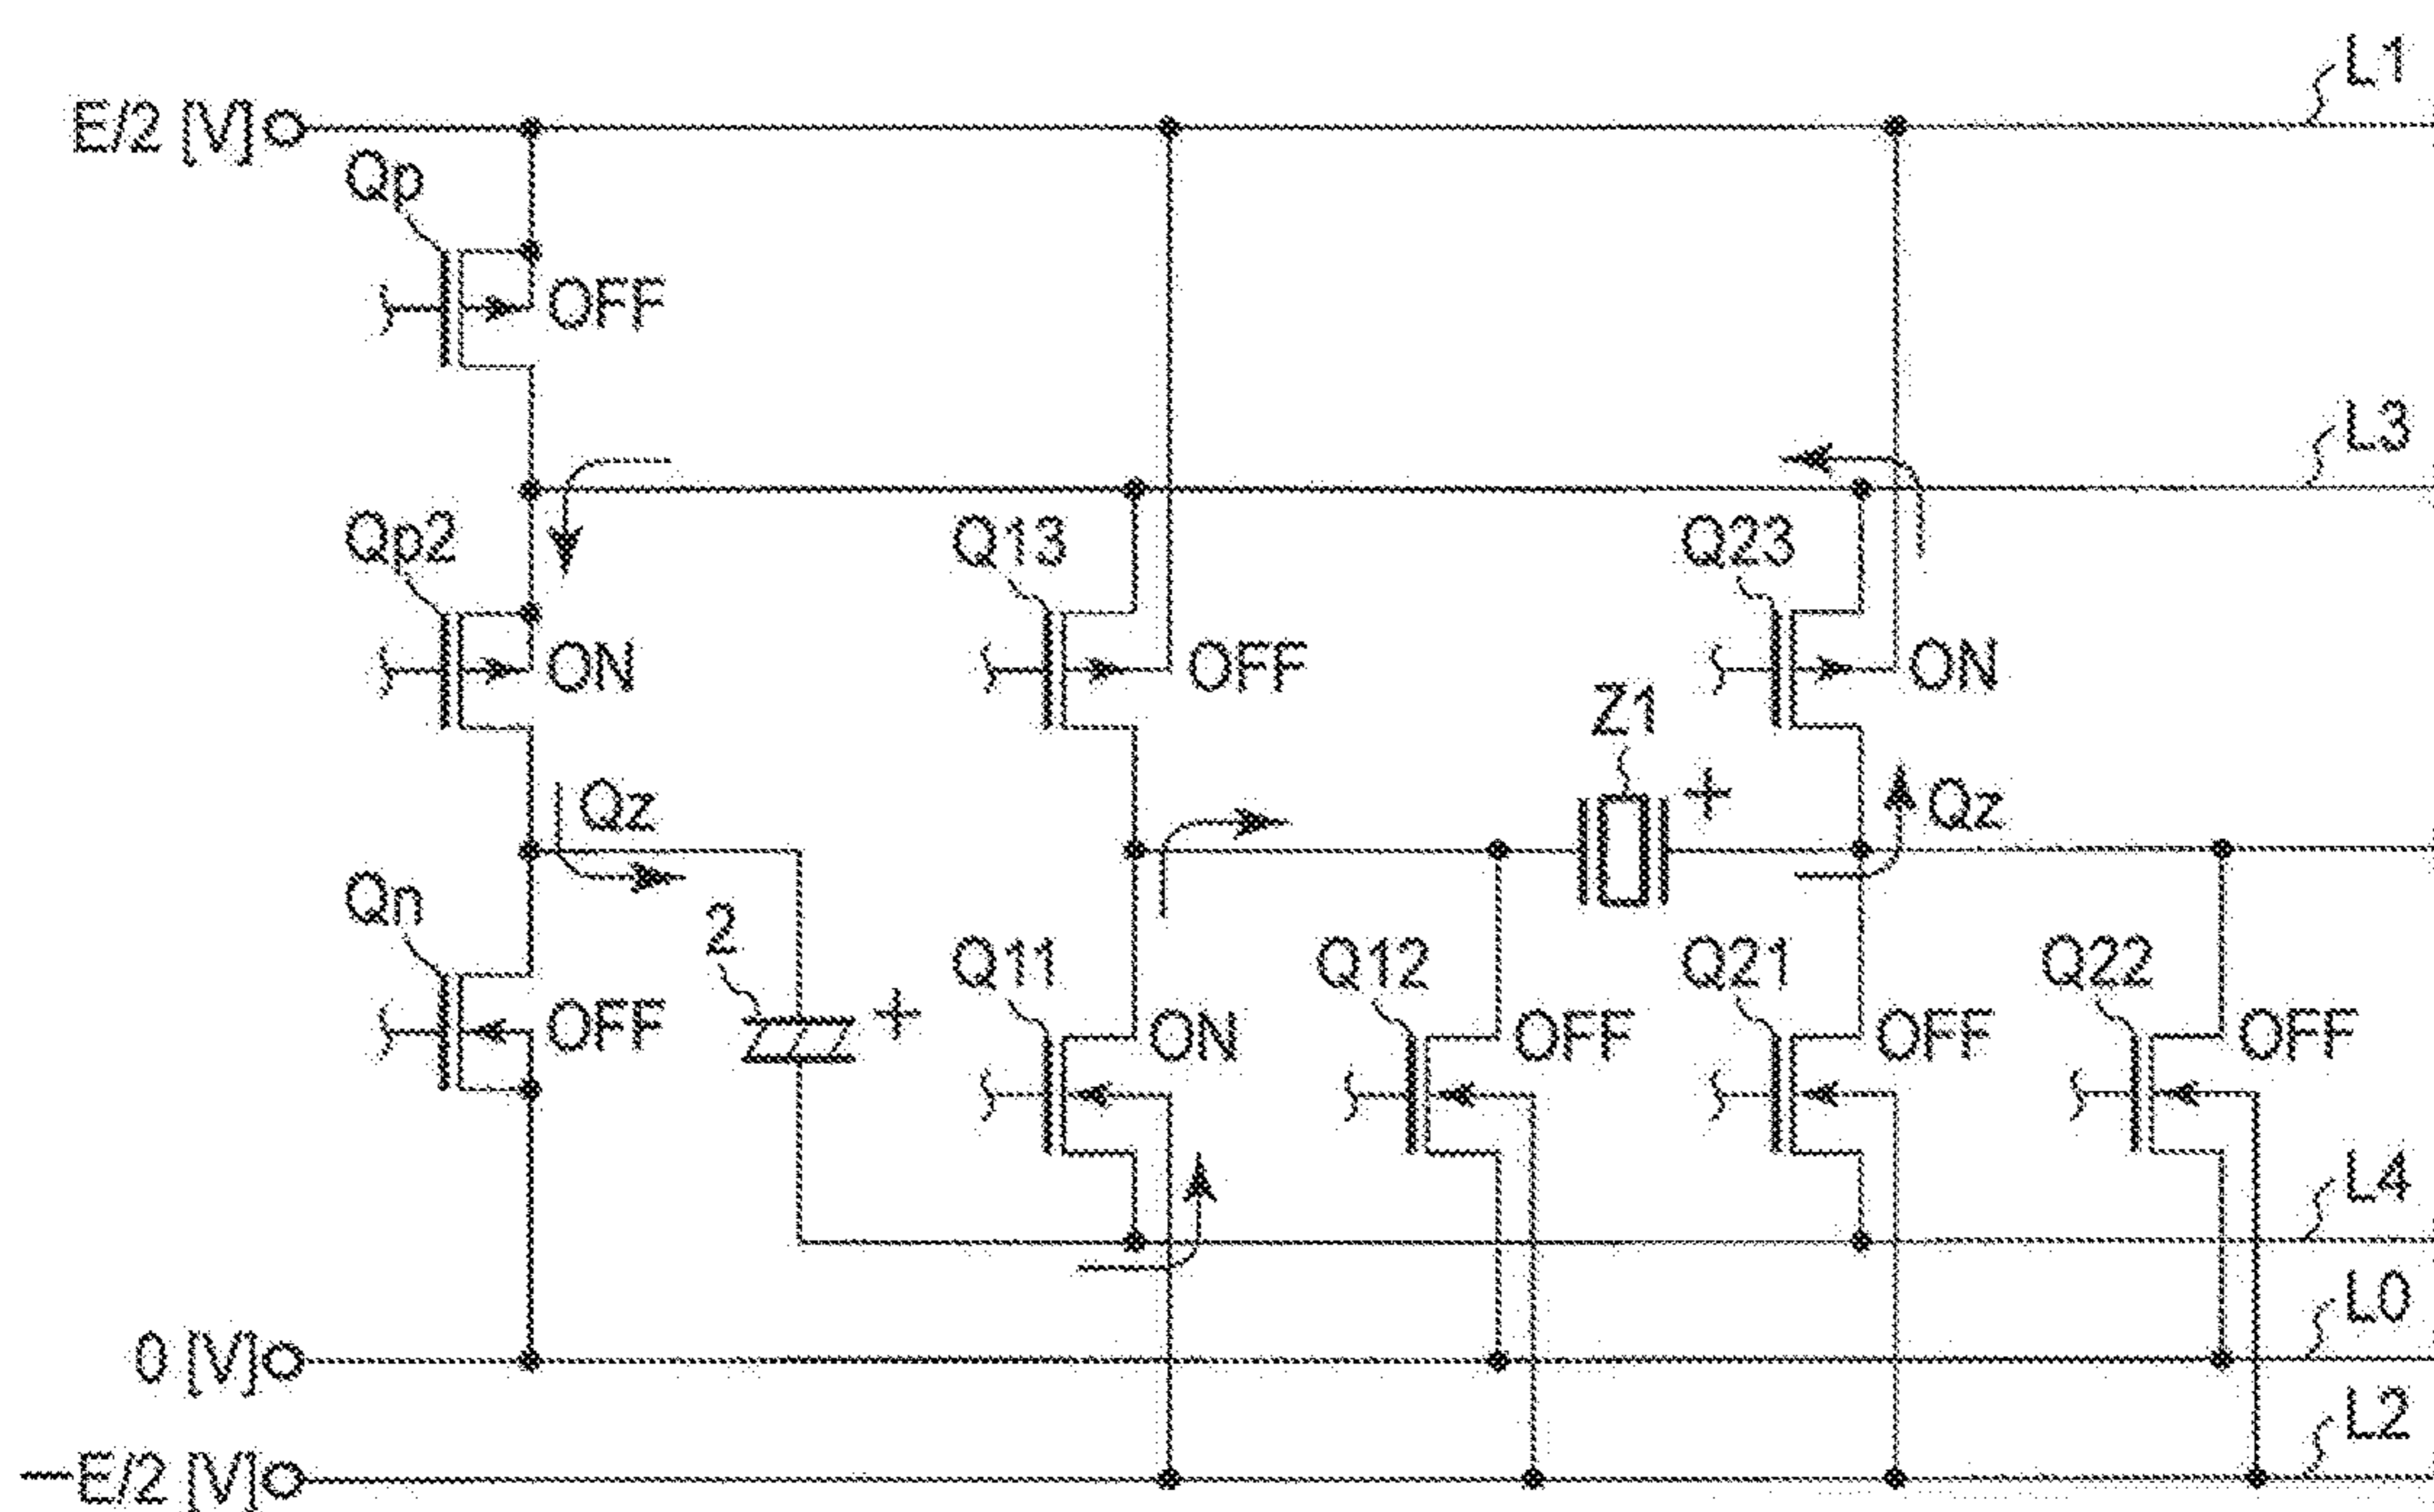 L1
E/2 [V]
Qp
OFF
L3
Qp2
Q13
Q23
ON
OFF
ON
Z1
+
Qz
Qz
Qn
2
Q11
Q12
Q21
Q22
OFF
+
ON
OFF
OFF
OFF
L4
L0
0 [V]
L2
—E/2 [V]